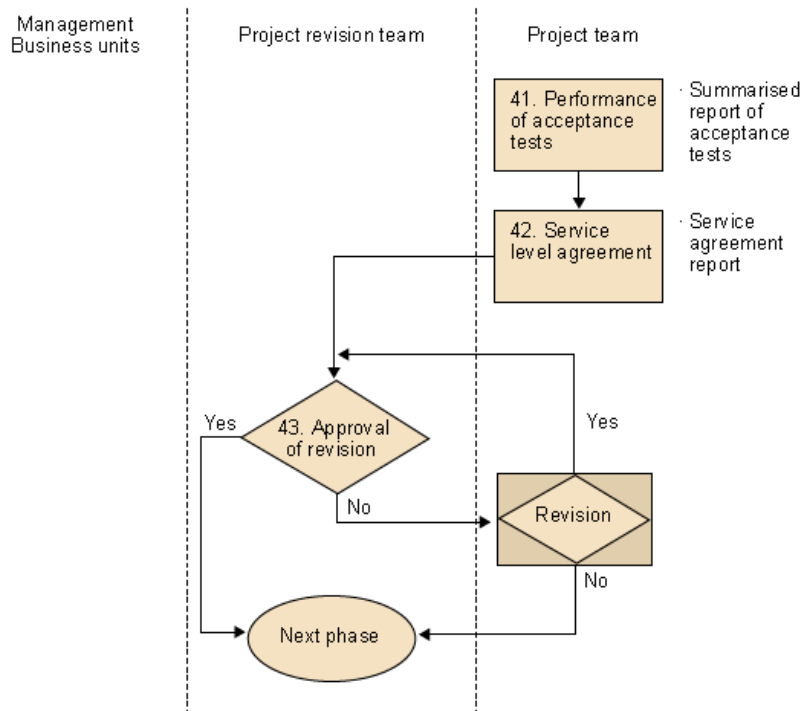 Management
Business units
Project revision team
Project team
41. Performance
of acceptance
tests
· Summarised
report of
acceptance
tests
42. Service
level agreement
· Service
agreement
report
Yes
43. Approval
of revision
Yes
No
Revision
No
Next phase